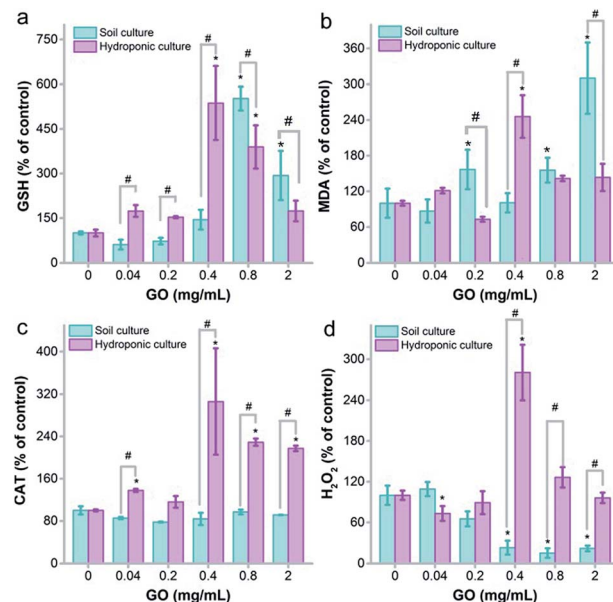 a
Soil culture
Hydroponic culture
GSH (% of control)
750
600
450
300
150
0
# # # # #
* * * *
0 0.04 0.2 0.4 0.8 2
GO (mg/mL)
b
Soil culture
Hydroponic culture
MDA (% of control)
360
300
240
180
120
60
0
# # #
* * * *
0 0.04 0.2 0.4 0.8 2
GO (mg/mL)
c
Soil culture
Hydroponic culture
CAT (% of control)
400
320
240
160
80
0
# # # #
* * * *
0 0.04 0.2 0.4 0.8 2
GO (mg/mL)
d
Soil culture
Hydroponic culture
H₂O₂ (% of control)
300
240
180
120
60
0
# # #
* * * * *
0 0.04 0.2 0.4 0.8 2
GO (mg/mL)